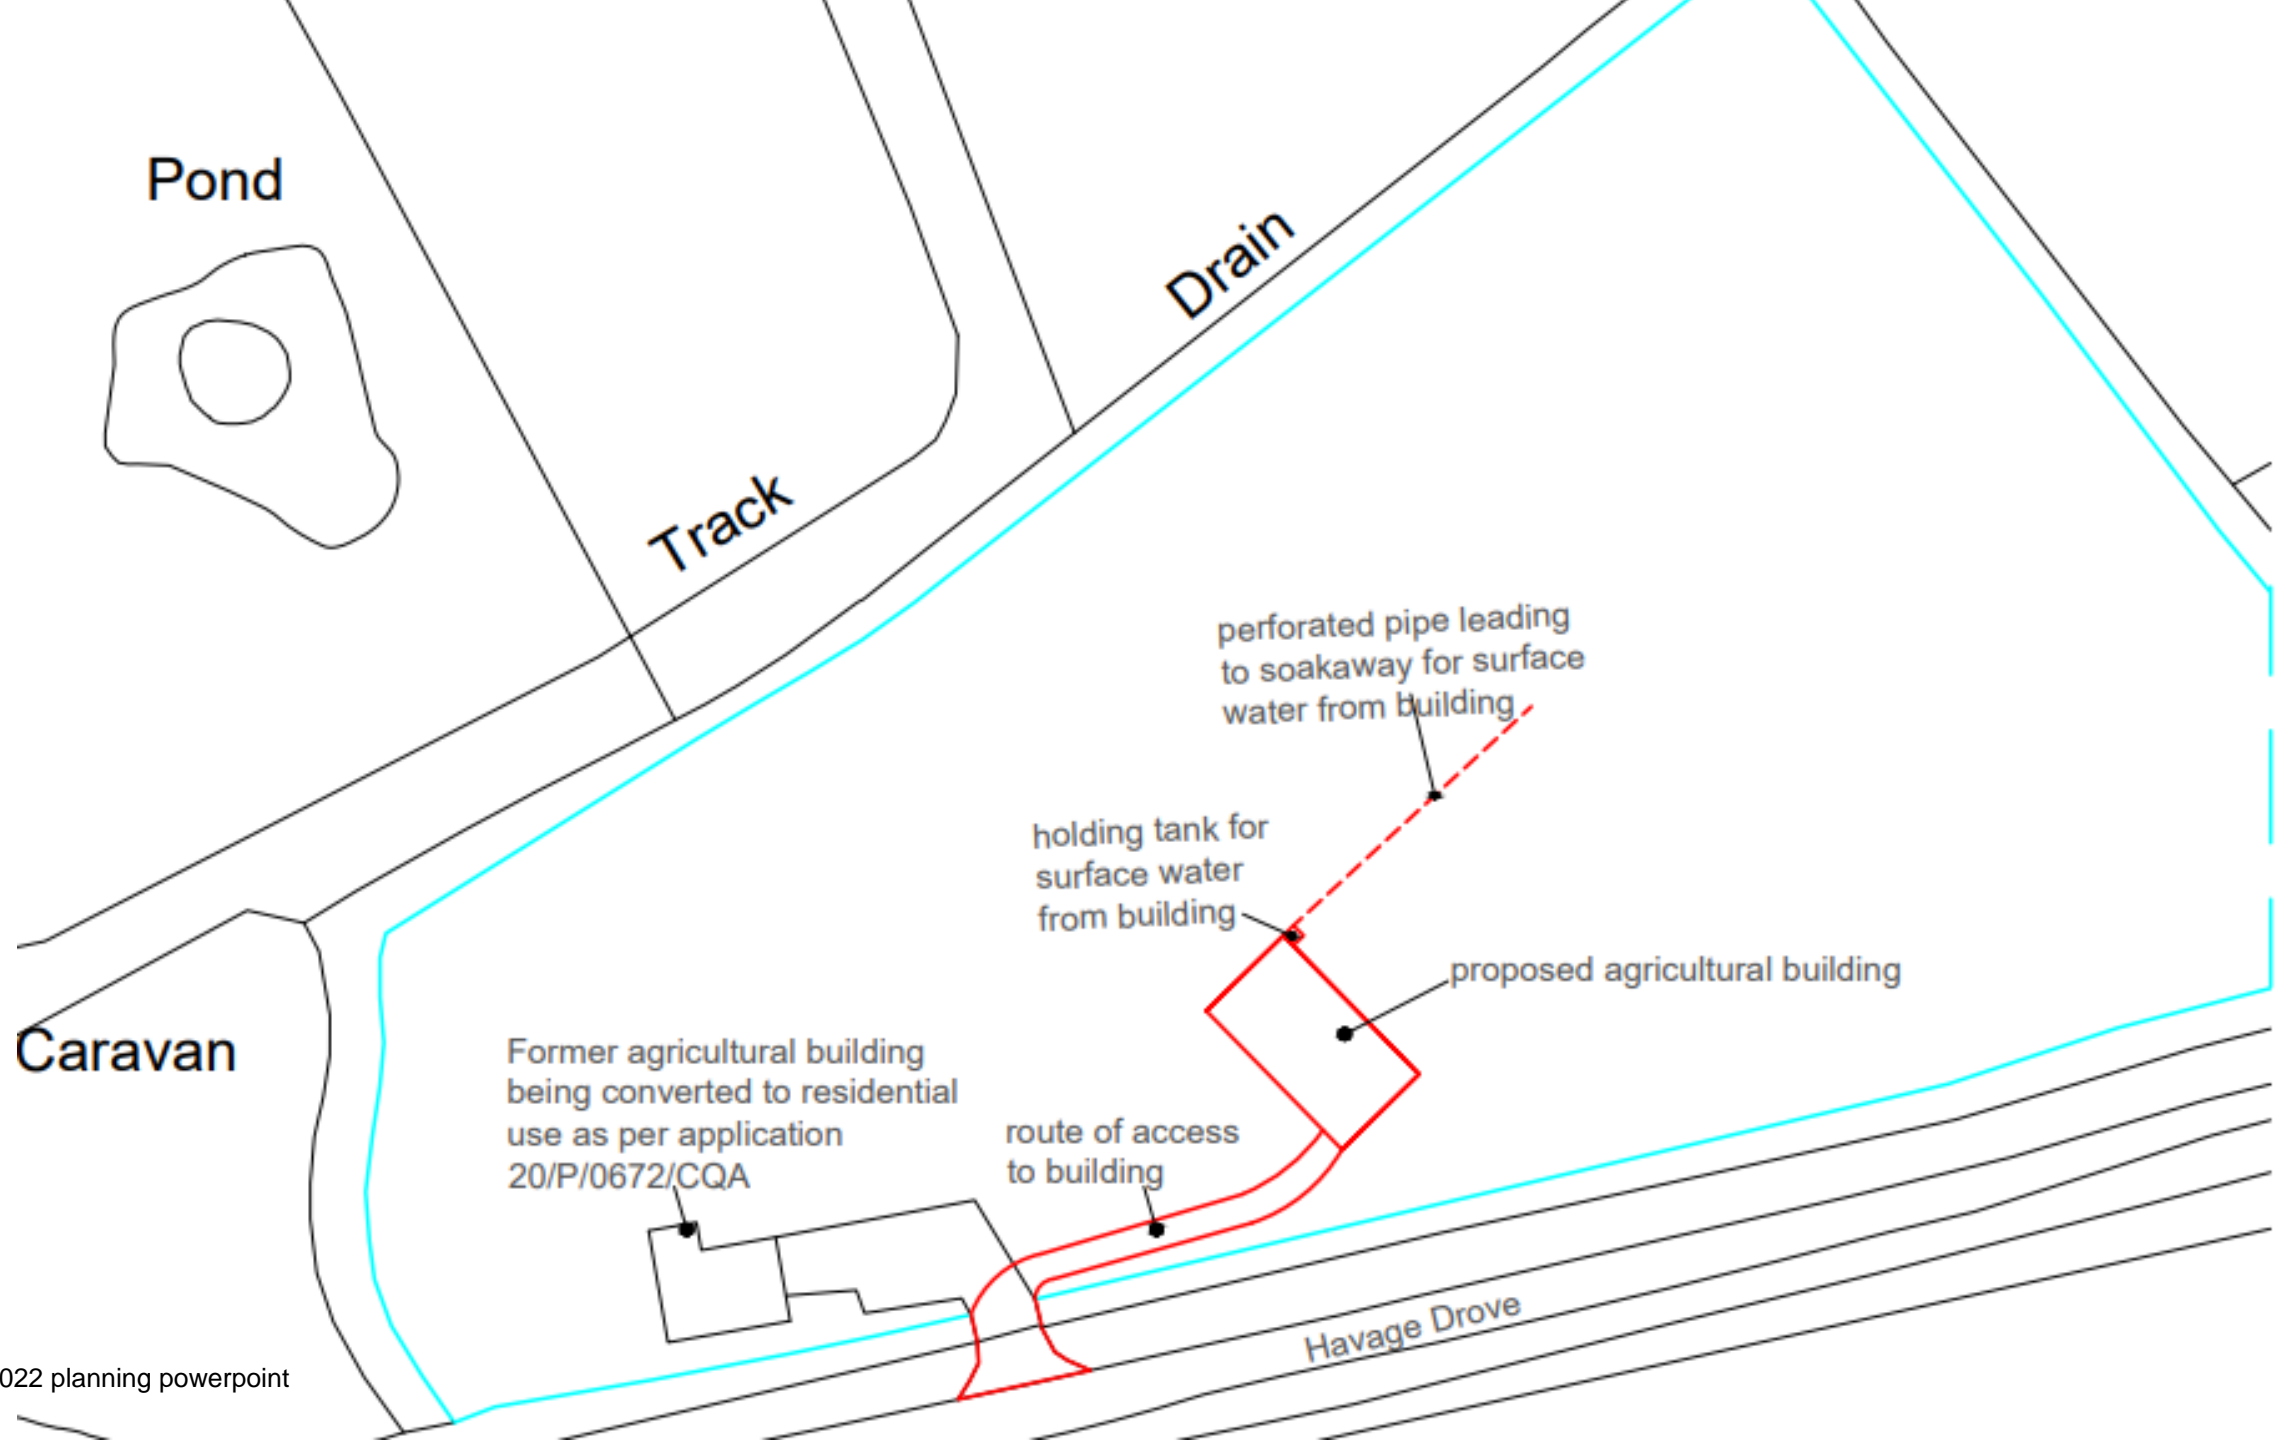 Pond
Drain
Track
perforated pipe leading
to soakaway for surface
water from building
holding tank for
surface water
from building
proposed agricultural building
Caravan
Former agricultural building
being converted to residential
use as per application
20/P/0672/CQA
route of access
to building
Havage Drove
022 planning powerpoint